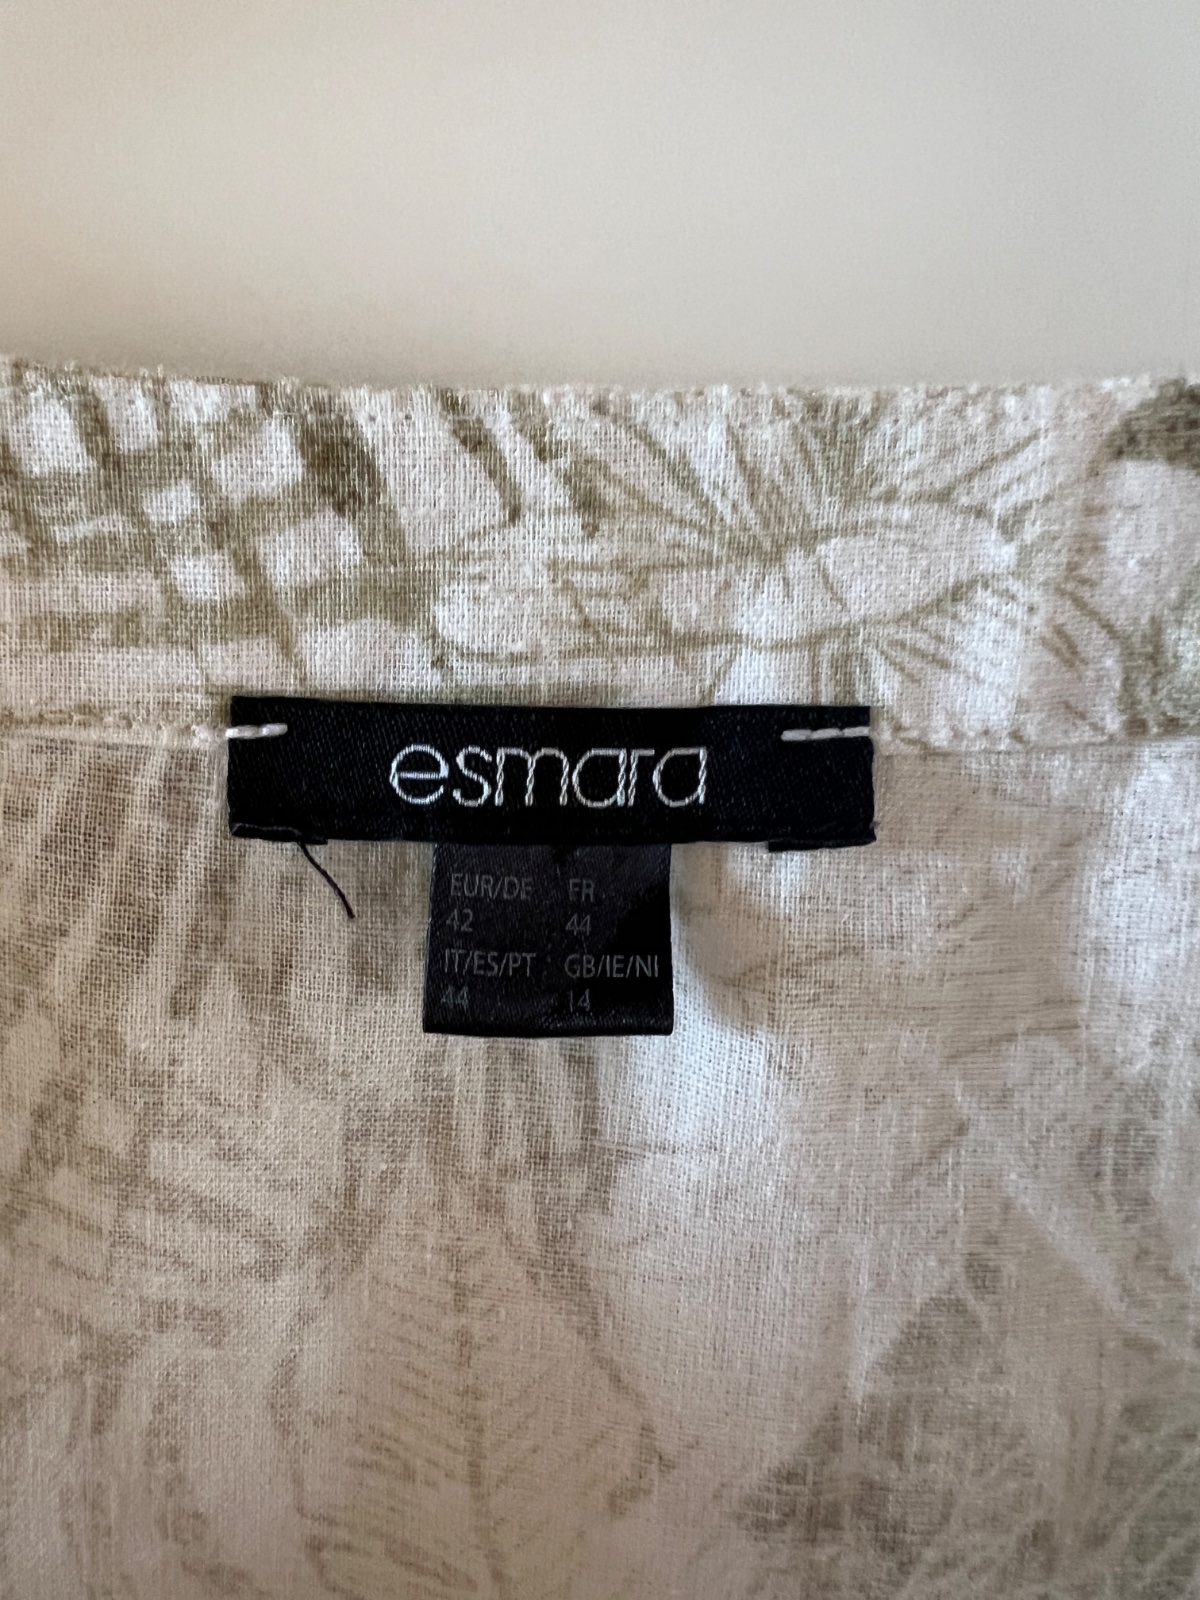 esmara
EUR/DE FR
42 44
IT/ES/PT GB/IE/NI
44 14